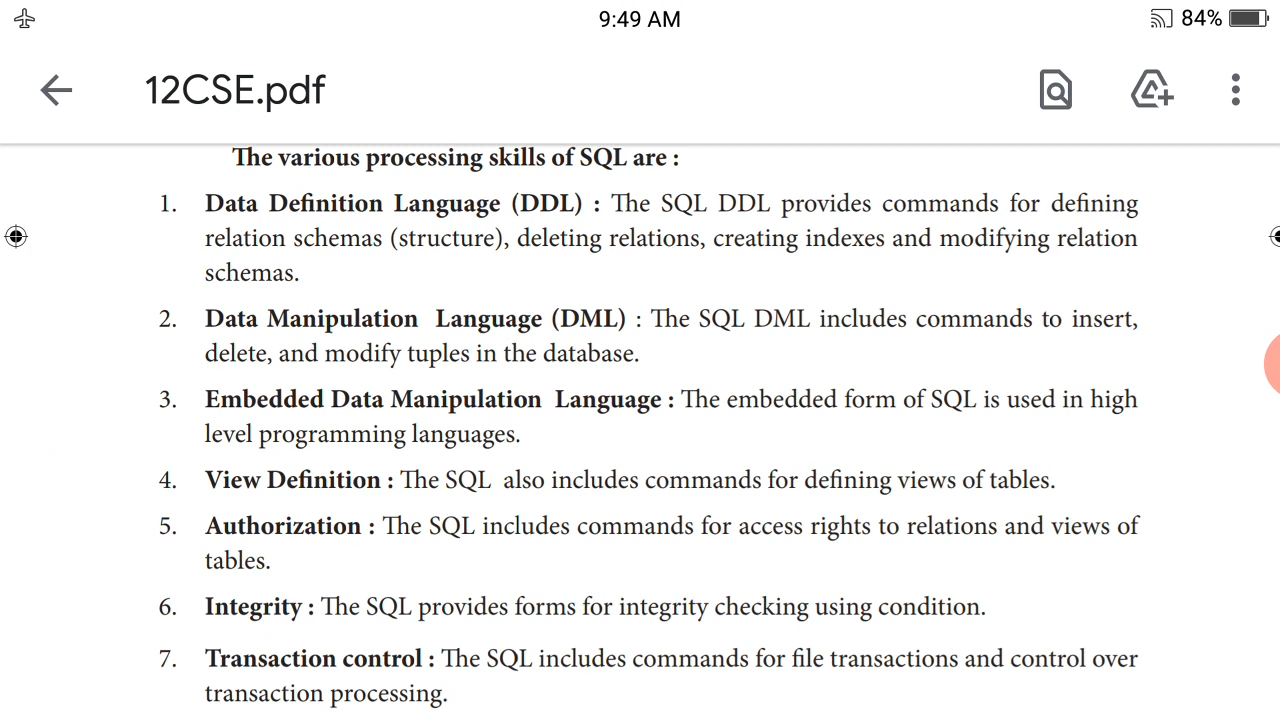 9:49 AM
84%
12CSE.pdf
The various processing skills of SQL are :
1. Data Definition Language (DDL) : The SQL DDL provides commands for defining
relation schemas (structure), deleting relations, creating indexes and modifying relation
schemas.
2. Data Manipulation Language (DML) : The SQL DML includes commands to insert,
delete, and modify tuples in the database.
3. Embedded Data Manipulation Language : The embedded form of SQL is used in high
level programming languages.
4. View Definition : The SQL also includes commands for defining views of tables.
5. Authorization : The SQL includes commands for access rights to relations and views of
tables.
6. Integrity : The SQL provides forms for integrity checking using condition.
7. Transaction control : The SQL includes commands for file transactions and control over
transaction processing.